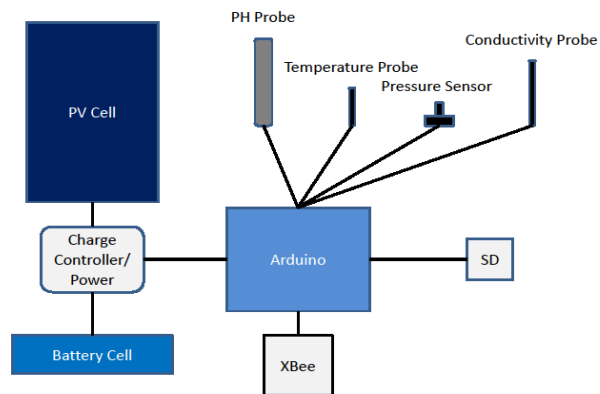 PH Probe
Conductivity Probe
Temperature Probe
Pressure Sensor
PV Cell
Charge
Controller/
Power
Arduino
SD
Battery Cell
XBee